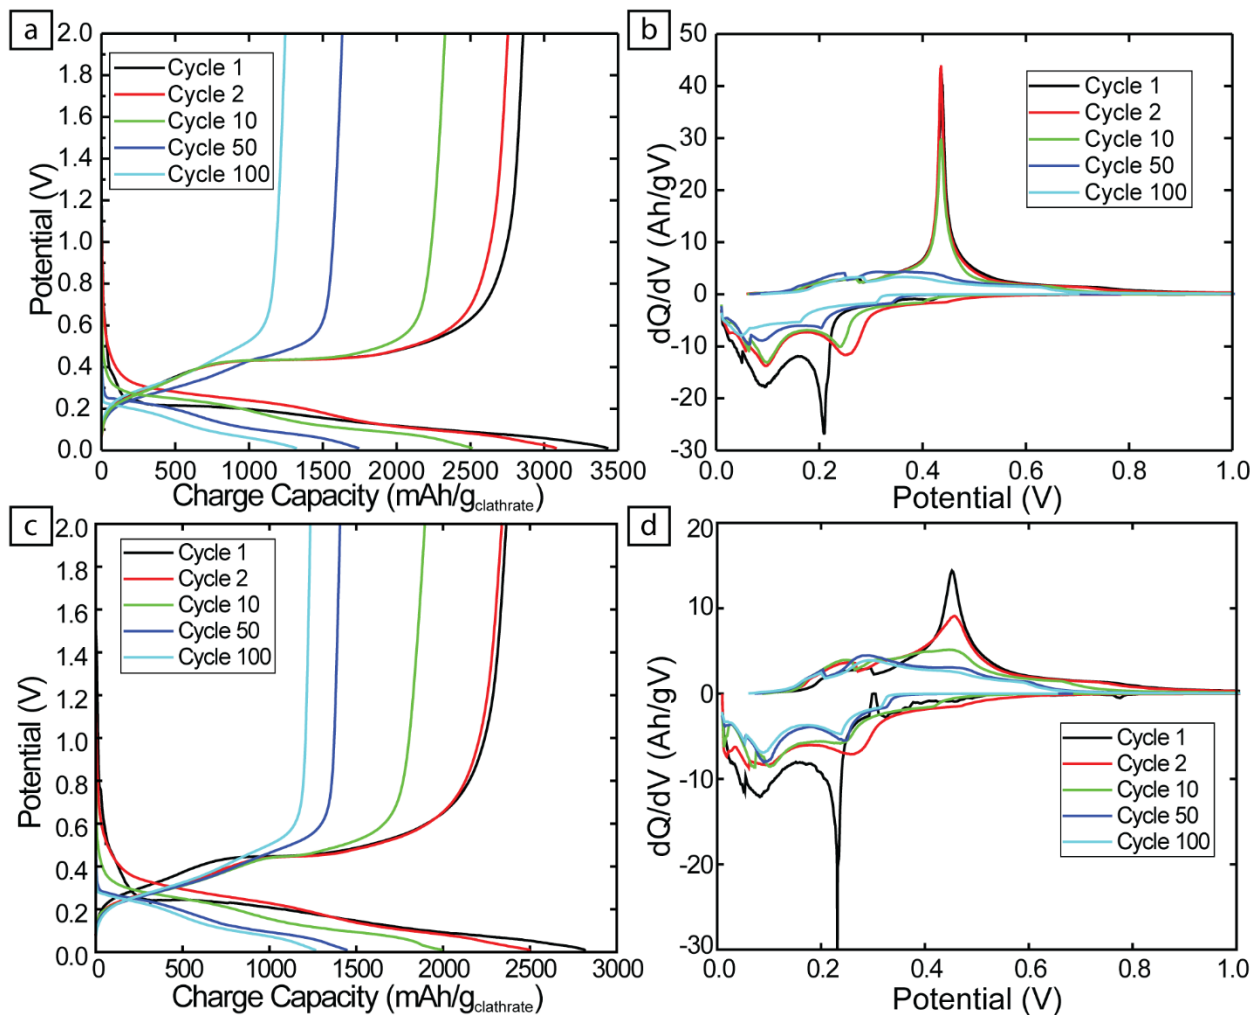 a
2.0
1.8
1.6
1.4
1.2
1.0
0.8
0.6
0.4
0.2
0.0
Potential (V)
Cycle 1
Cycle 2
Cycle 10
Cycle 50
Cycle 100
0 500 1000 1500 2000 2500 3000 3500
Charge Capacity (mAh/gclathrate)
b
50
40
30
20
10
0
-10
-20
-30
dQ/dV (Ah/gV)
Cycle 1
Cycle 2
Cycle 10
Cycle 50
Cycle 100
0.0 0.2 0.4 0.6 0.8 1.0
Potential (V)
c
2.0
1.8
1.6
1.4
1.2
1.0
0.8
0.6
0.4
0.2
0.0
Potential (V)
Cycle 1
Cycle 2
Cycle 10
Cycle 50
Cycle 100
0 500 1000 1500 2000 2500 3000
Charge Capacity (mAh/gclathrate)
d
20
10
0
-10
-20
-30
dQ/dV (Ah/gV)
Cycle 1
Cycle 2
Cycle 10
Cycle 50
Cycle 100
0.0 0.2 0.4 0.6 0.8 1.0
Potential (V)